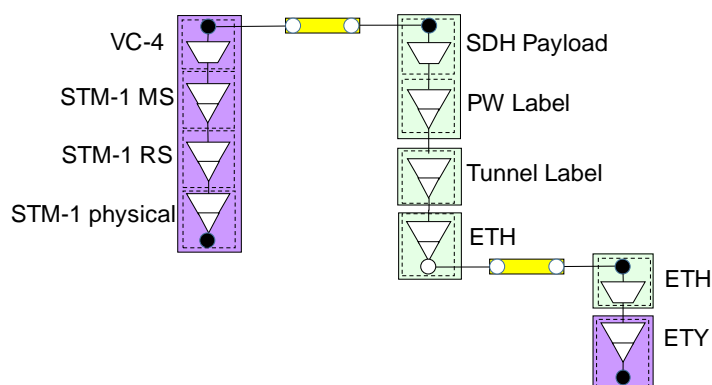 VC-4
STM-1 MS
STM-1 RS
STM-1 physical
SDH Payload
PW Label
Tunnel Label
ETH
ETH
ETY